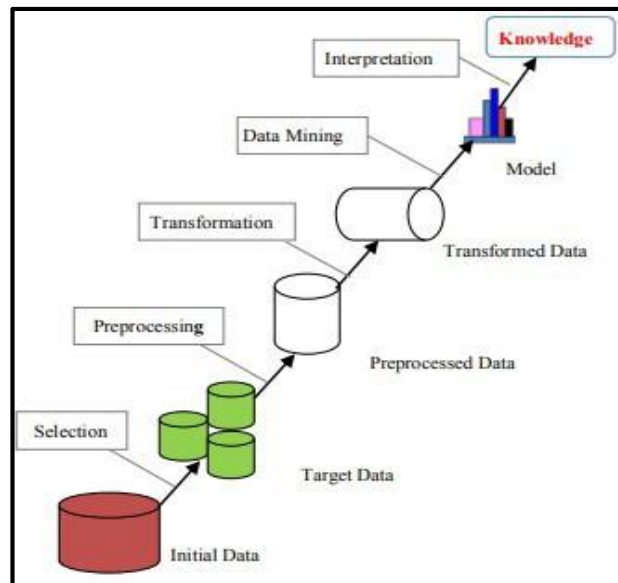 Knowledge
Interpretation
Data Mining
Model
Transformation
Transformed Data
Preprocessing
Preprocessed Data
Selection
Target Data
Initial Data